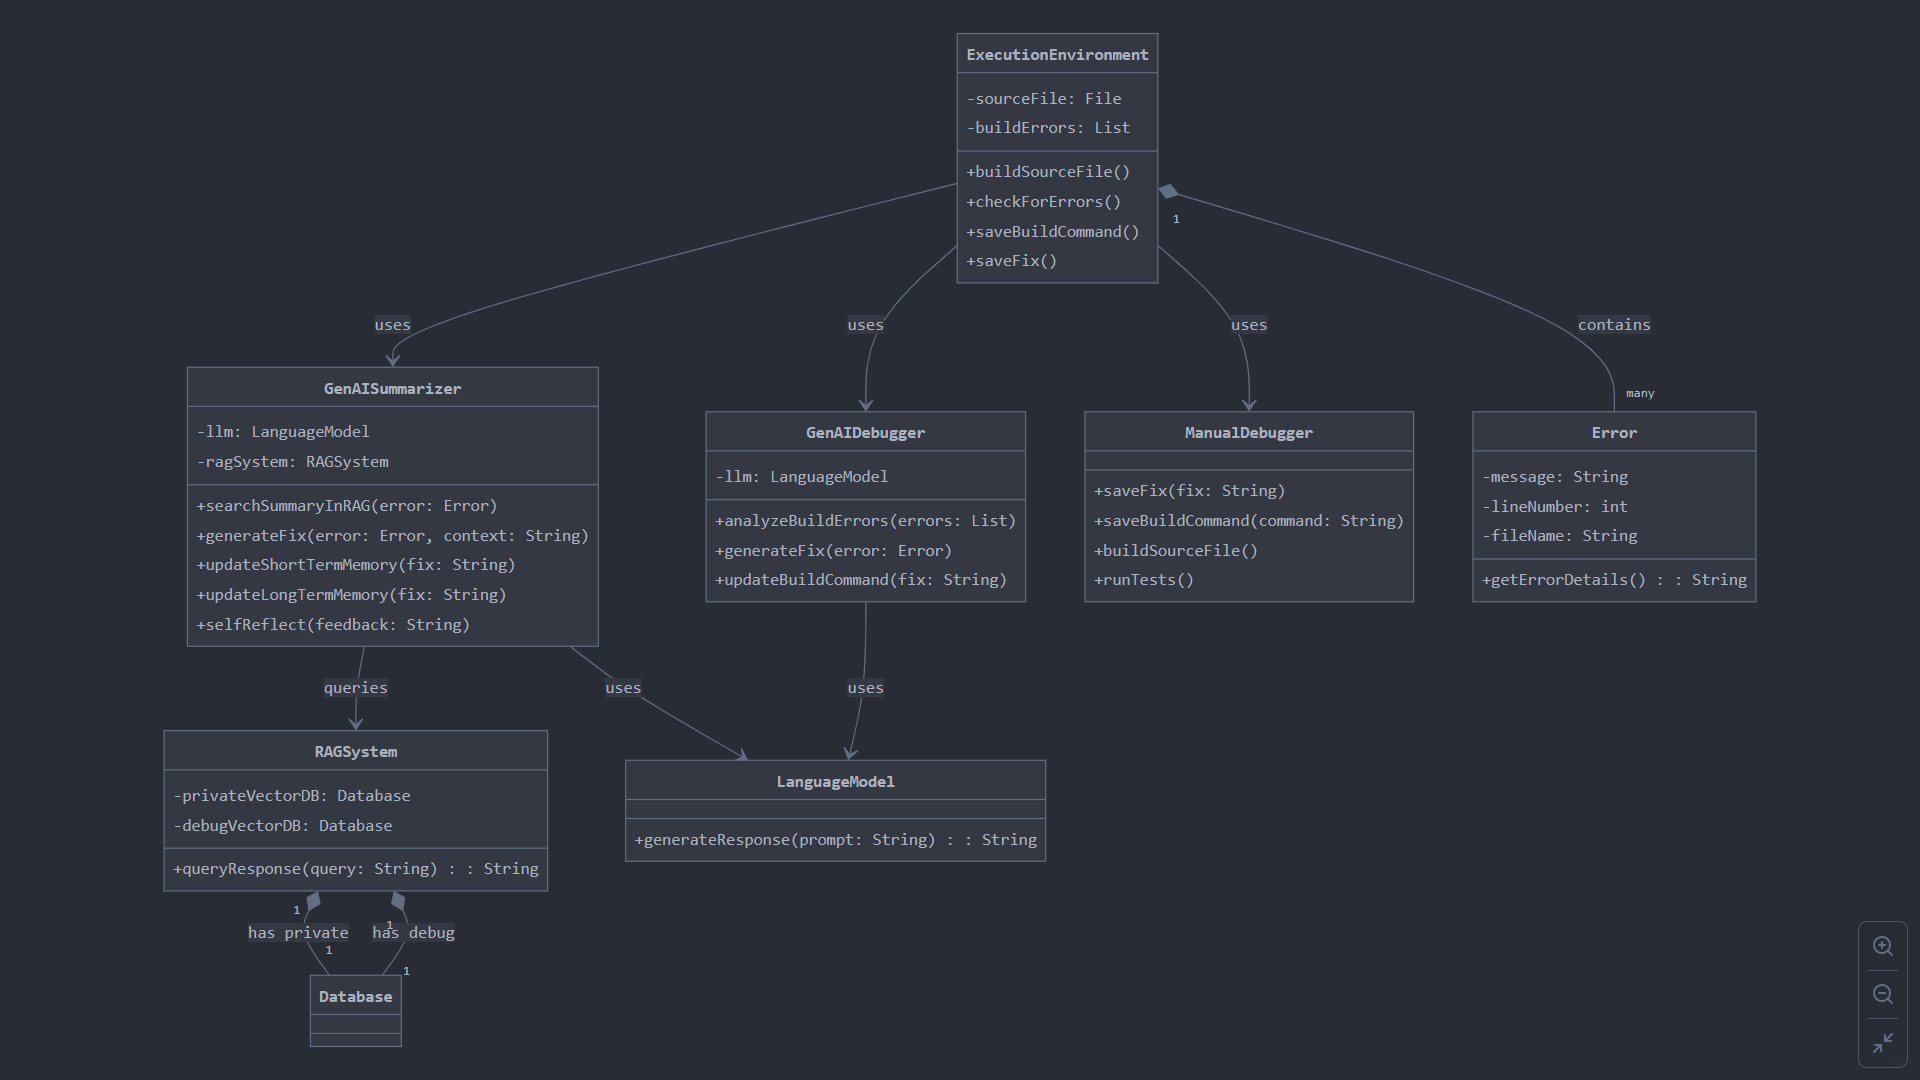 ExecutionEnvironment
-sourceFile: File
-buildErrors: List
+buildSourceFile()
+checkForErrors()
+saveBuildCommand()
+saveFix()
1
uses
uses
uses
contains
many
GenAISummarizer
-llm: LanguageModel
-ragSystem: RAGSystem
+searchSummaryInRAG(error: Error)
+generateFix(error: Error, context: String)
+updateShortTermMemory(fix: String)
+updateLongTermMemory(fix: String)
+selfReflect(feedback: String)
GenAIDebugger
-llm: LanguageModel
+analyzeBuildErrors(errors: List)
+generateFix(error: Error)
+updateBuildCommand(fix: String)
ManualDebugger
+saveFix(fix: String)
+saveBuildCommand(command: String)
+buildSourceFile()
+runTests()
Error
-message: String
-lineNumber: int
-fileName: String
+getErrorDetails() : : String
queries
uses
uses
RAGSystem
-privateVectorDB: Database
-debugVectorDB: Database
+queryResponse(query: String) : : String
LanguageModel
+generateResponse(prompt: String) : : String
1
1
has private
has debug
1
1
Database